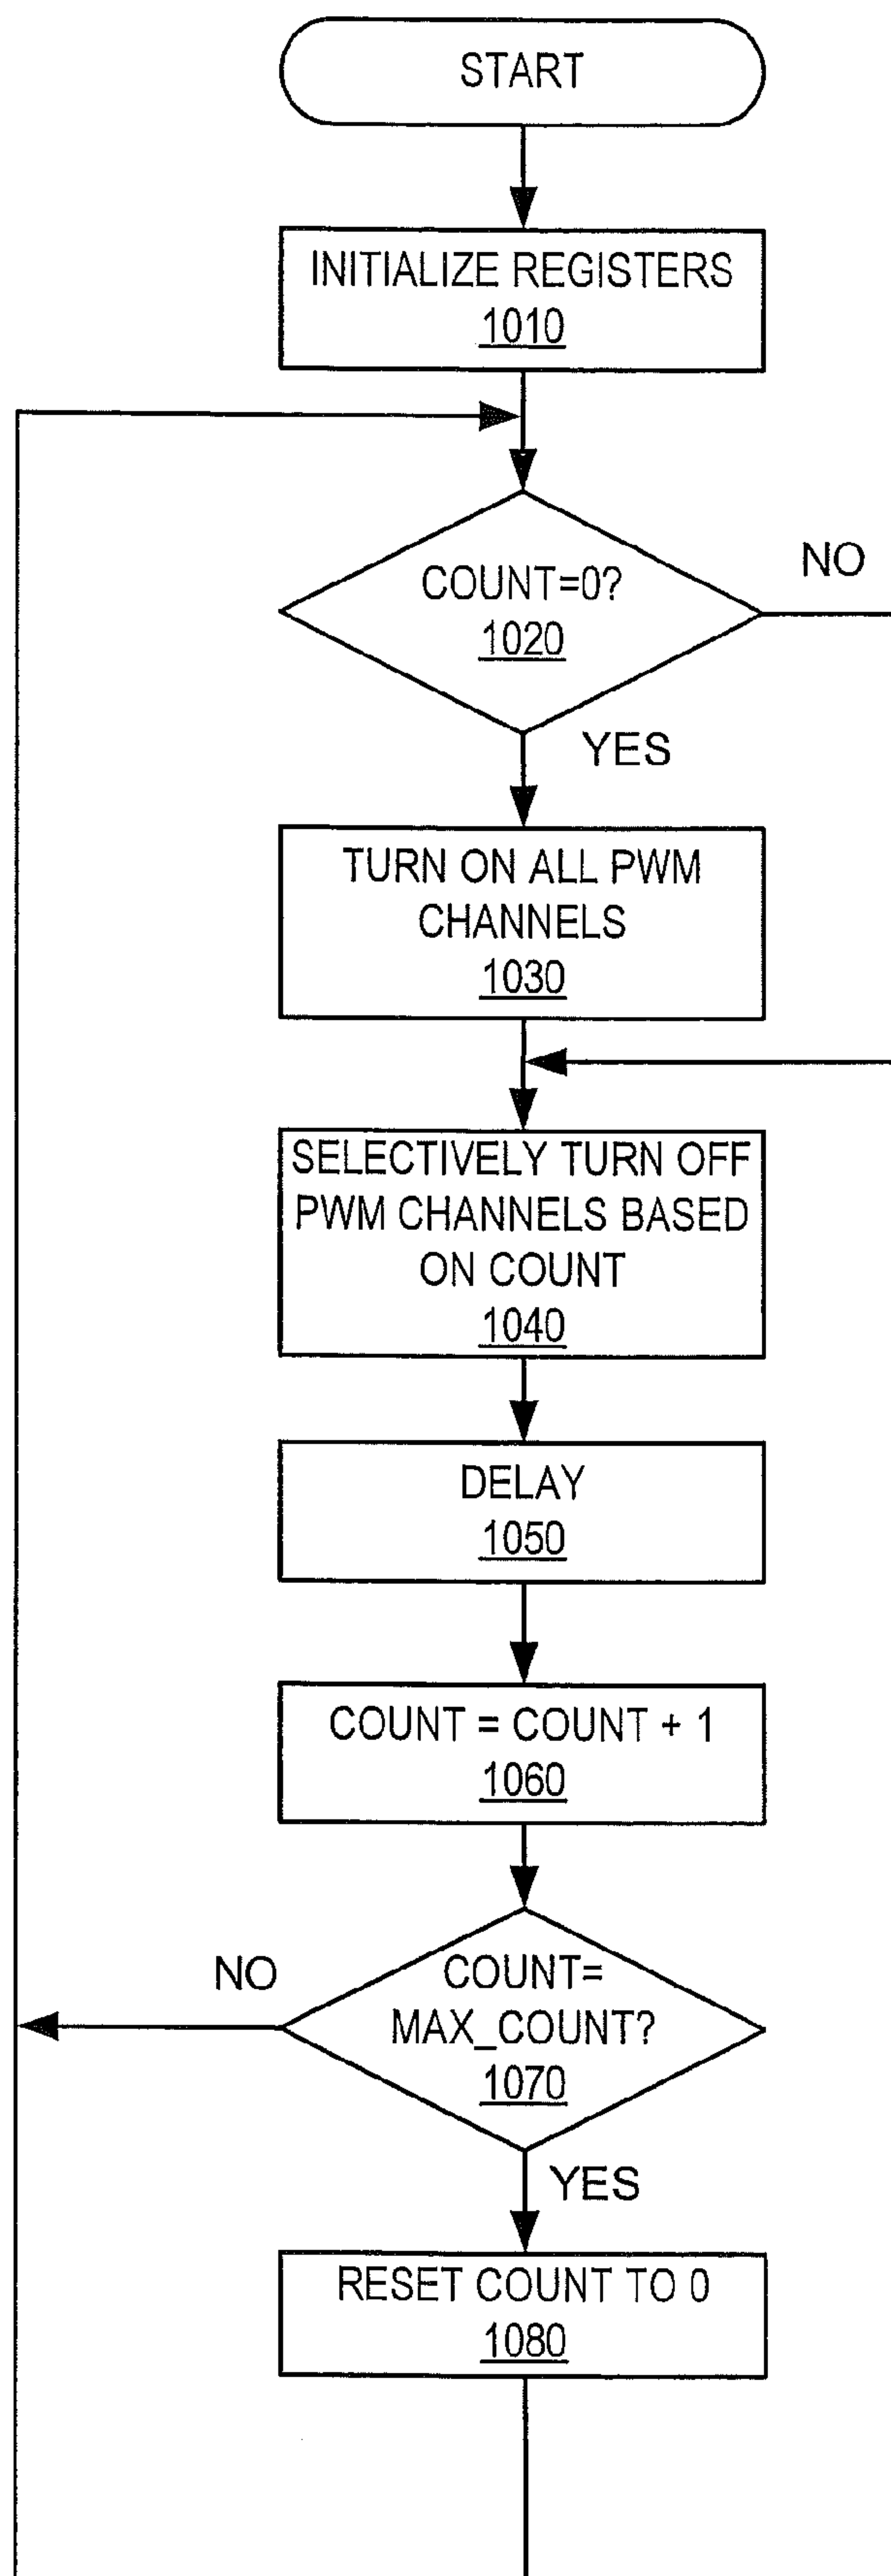 START
INITIALIZE REGISTERS
1010
COUNT=0?
1020
NO
YES
TURN ON ALL PWM
CHANNELS
1030
SELECTIVELY TURN OFF
PWM CHANNELS BASED
ON COUNT
1040
DELAY
1050
COUNT = COUNT + 1
1060
NO
COUNT=
MAX_COUNT?
1070
YES
RESET COUNT TO 0
1080